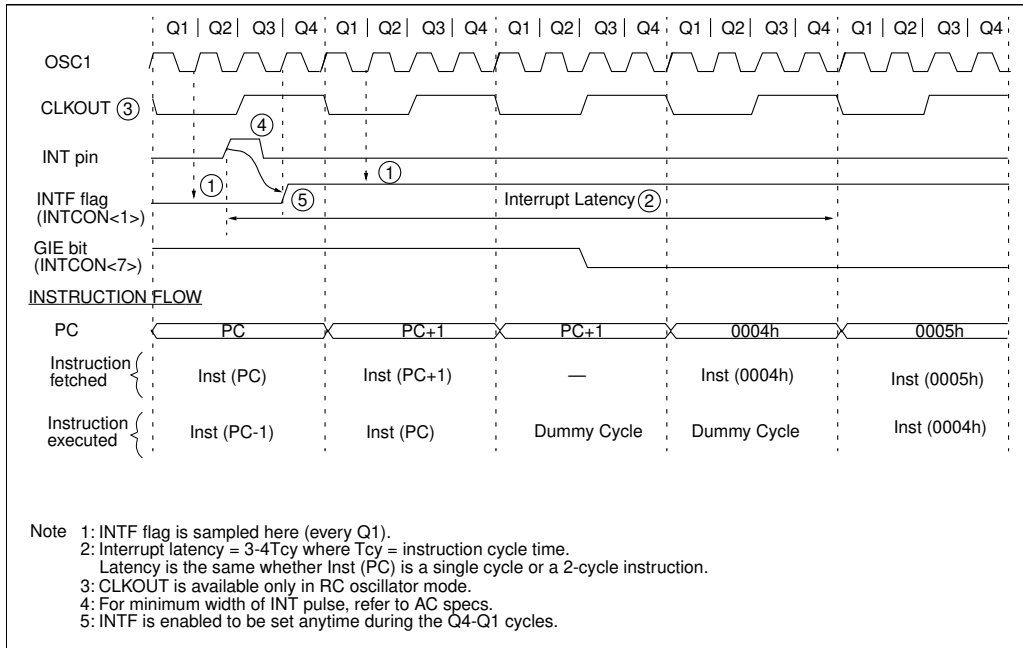 Q1 | Q2 | Q3 | Q4 Q1 | Q2 | Q3 | Q4 Q1 | Q2 | Q3 | Q4 Q1 | Q2 | Q3 | Q4 Q1 | Q2 | Q3 | Q4
OSC1
CLKOUT ③
④
INT pin
① ①
INTF flag
(INTCON<1>)
⑤
Interrupt Latency ②
GIE bit
(INTCON<7>)
INSTRUCTION FLOW
PC PC PC+1 PC+1 0004h 0005h
Instruction
fetched
Inst (PC) Inst (PC+1) — Inst (0004h) Inst (0005h)
Instruction
executed
Inst (PC-1) Inst (PC) Dummy Cycle Dummy Cycle Inst (0004h)
Note 1: INTF flag is sampled here (every Q1).
2: Interrupt latency = 3-4Tcy where Tcy = instruction cycle time.
Latency is the same whether Inst (PC) is a single cycle or a 2-cycle instruction.
3: CLKOUT is available only in RC oscillator mode.
4: For minimum width of INT pulse, refer to AC specs.
5: INTF is enabled to be set anytime during the Q4-Q1 cycles.